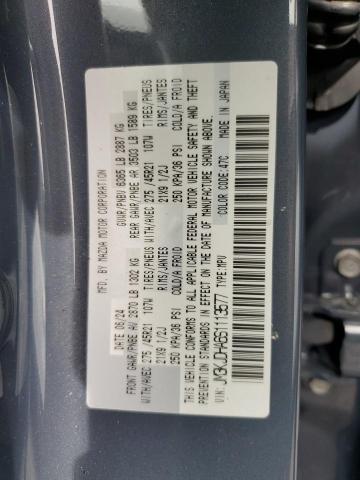 MFD. BY MAZDA MOTOR CORPORATION
DATE 06/24 GVWR/PNBV 6365 LB 2887 KG
FRONT GAWR/PNBE AV 2870 LB 1302 KG REAR GAWR/PNBE AR 3503 LB 1589 KG
WITH/AVEC 275 /45R21 107W TIRES/PNEUS WITH/AVEC 275 /45R21 107W TIRES/PNEUS
21X9 1/2J RIMS/JANTES 21X9 1/2J RIMS/JANTES
250 KPA/36 PSI COLD/A FROID 250 KPA/36 PSI COLD/A FROID
THIS VEHICLE CONFORMS TO ALL APPLICABLE FEDERAL MOTOR VEHICLE SAFETY AND THEFT
PREVENTION STANDARDS IN EFFECT ON THE DATE OF MANUFACTURE SHOWN ABOVE.
COLOR CODE:47C MADE IN JAPAN
TYPE:MPV